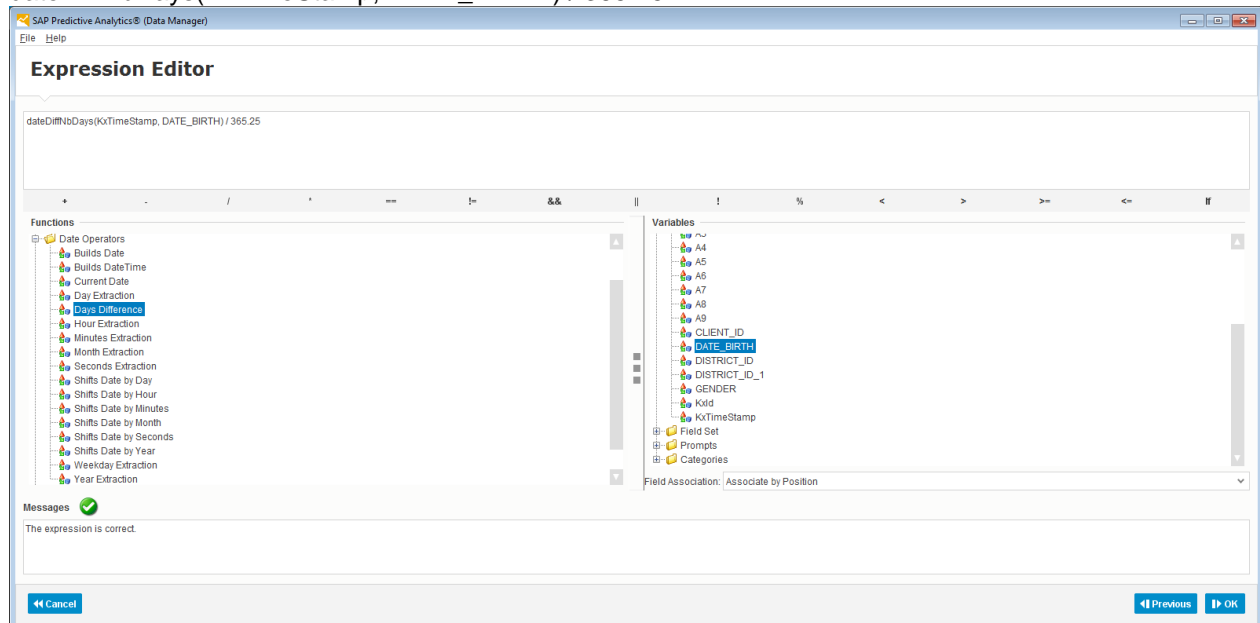 SAP Predictive Analytics® (Data Manager)
File Help
Expression Editor
dateDiffNbDays(KxTimeStamp, DATE_BIRTH) / 365.25
+ - / * == != && || ! % < > >= <= If
Functions
Date Operators
Builds Date
Builds DateTime
Current Date
Day Extraction
Days Difference
Hour Extraction
Minutes Extraction
Month Extraction
Seconds Extraction
Shifts Date by Day
Shifts Date by Hour
Shifts Date by Minutes
Shifts Date by Month
Shifts Date by Seconds
Shifts Date by Year
Weekday Extraction
Year Extraction
Variables
A4
A5
A6
A7
A8
A9
CLIENT_ID
DATE_BIRTH
DISTRICT_ID
DISTRICT_ID_1
GENDER
KxId
KxTimeStamp
Field Set
Prompts
Categories
Field Association: Associate by Position
Messages
The expression is correct.
Cancel
Previous OK